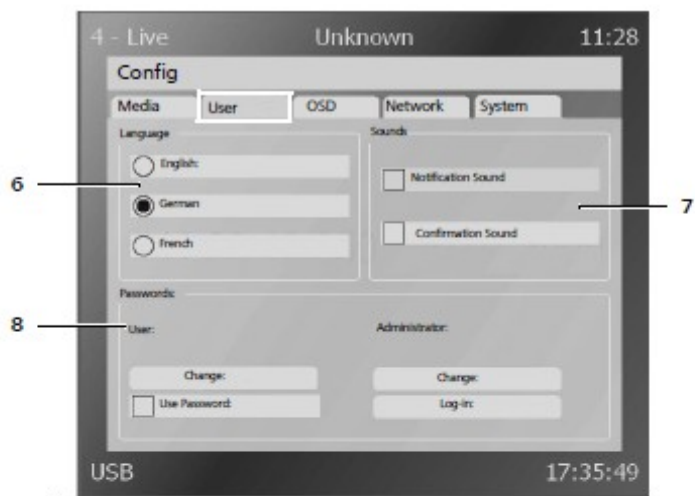 4 - Live Unknown 11:28
Config
Media User OSD Network System
Language Sounds
English:
6
Notification Sound
German
7
Confirmation Sound
French
Passwords:
8
User: Administrator:
Change: Change:
Use Password: Log-in:
USB 17:35:49